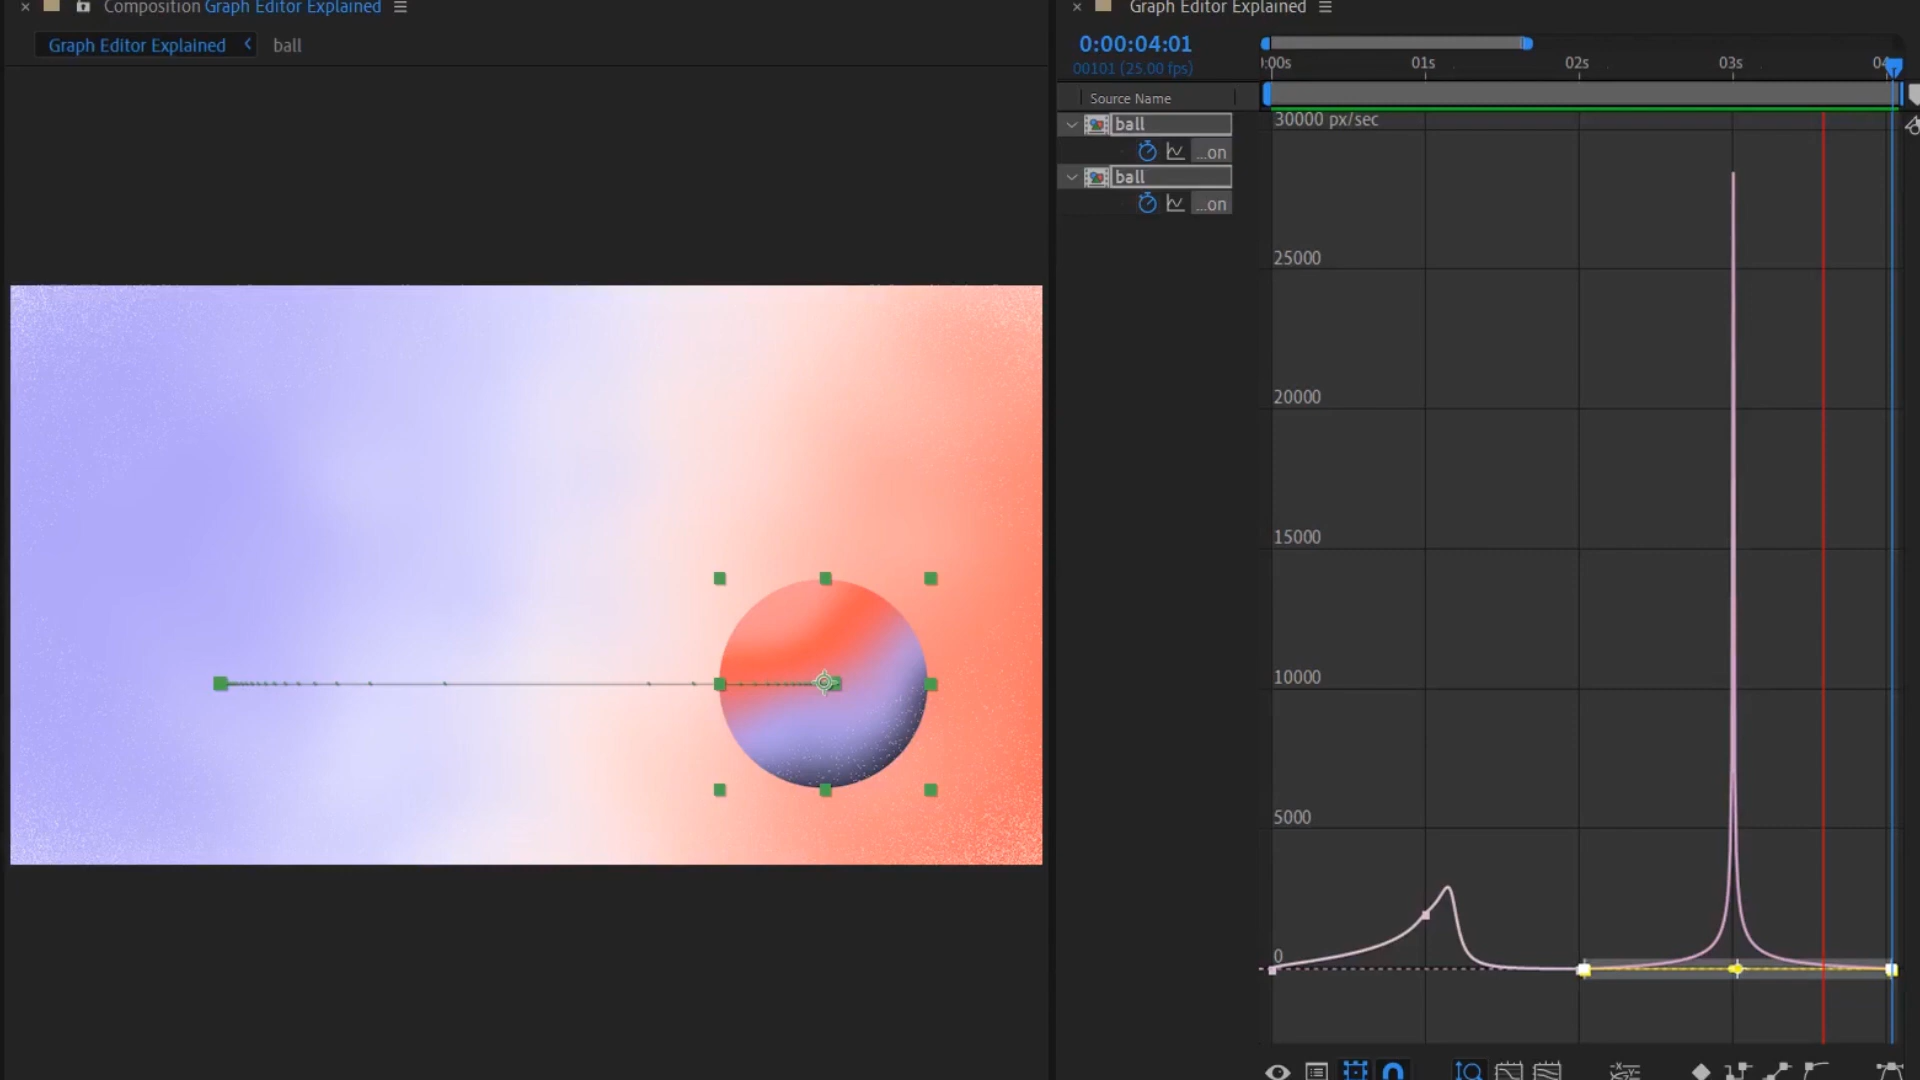 Composition Graph Editor Explained
Graph Editor Explained
ball
Graph Editor Explained
0:00:04:01
00101 (25.00 fps)
:00s
01s
02s
03s
04
Source Name
ball
...on
ball
...on
30000 px/sec
25000
20000
15000
10000
5000
0